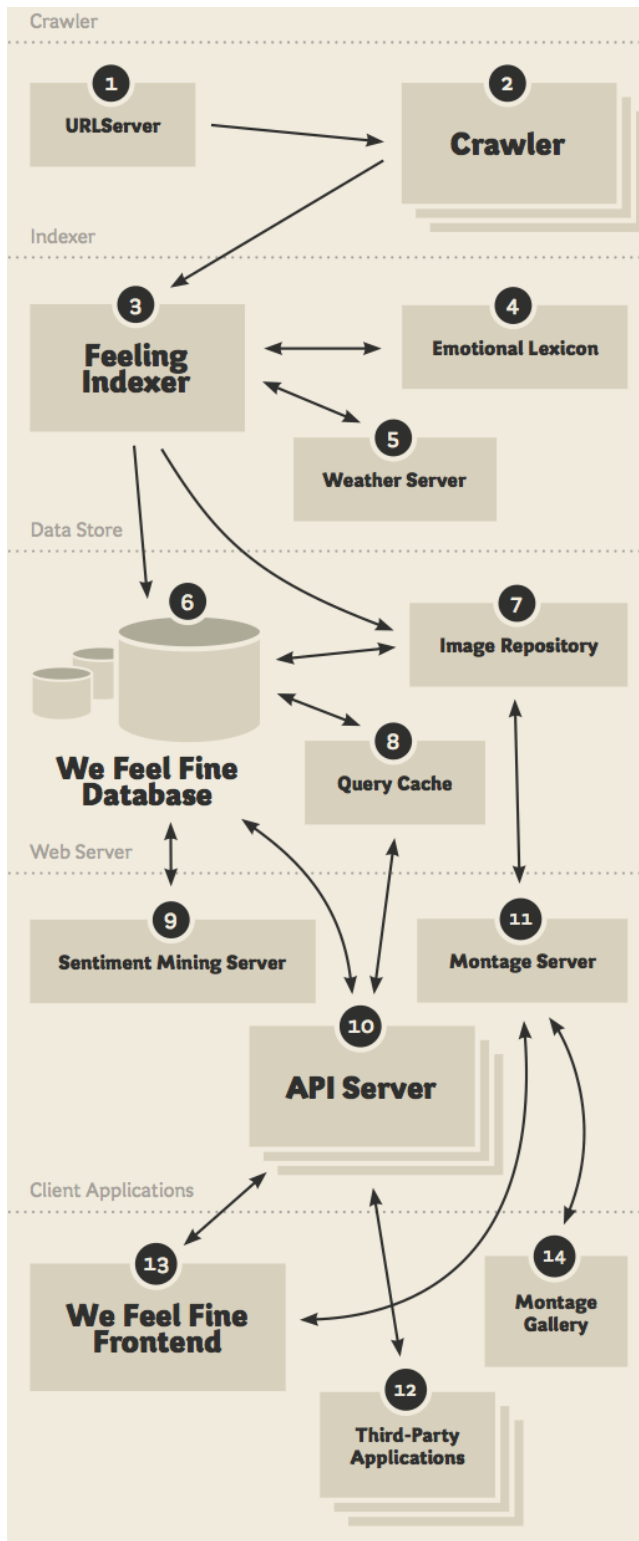 Crawler
1
URLServer
2
Crawler
Indexer
3
Feeling
Indexer
4
Emotional Lexicon
5
Weather Server
Data Store
6
We Feel Fine
Database
7
Image Repository
8
Query Cache
Web Server
9
Sentiment Mining Server
10
API Server
11
Montage Server
Client Applications
13
We Feel Fine
Frontend
14
Montage
Gallery
12
Third-Party
Applications